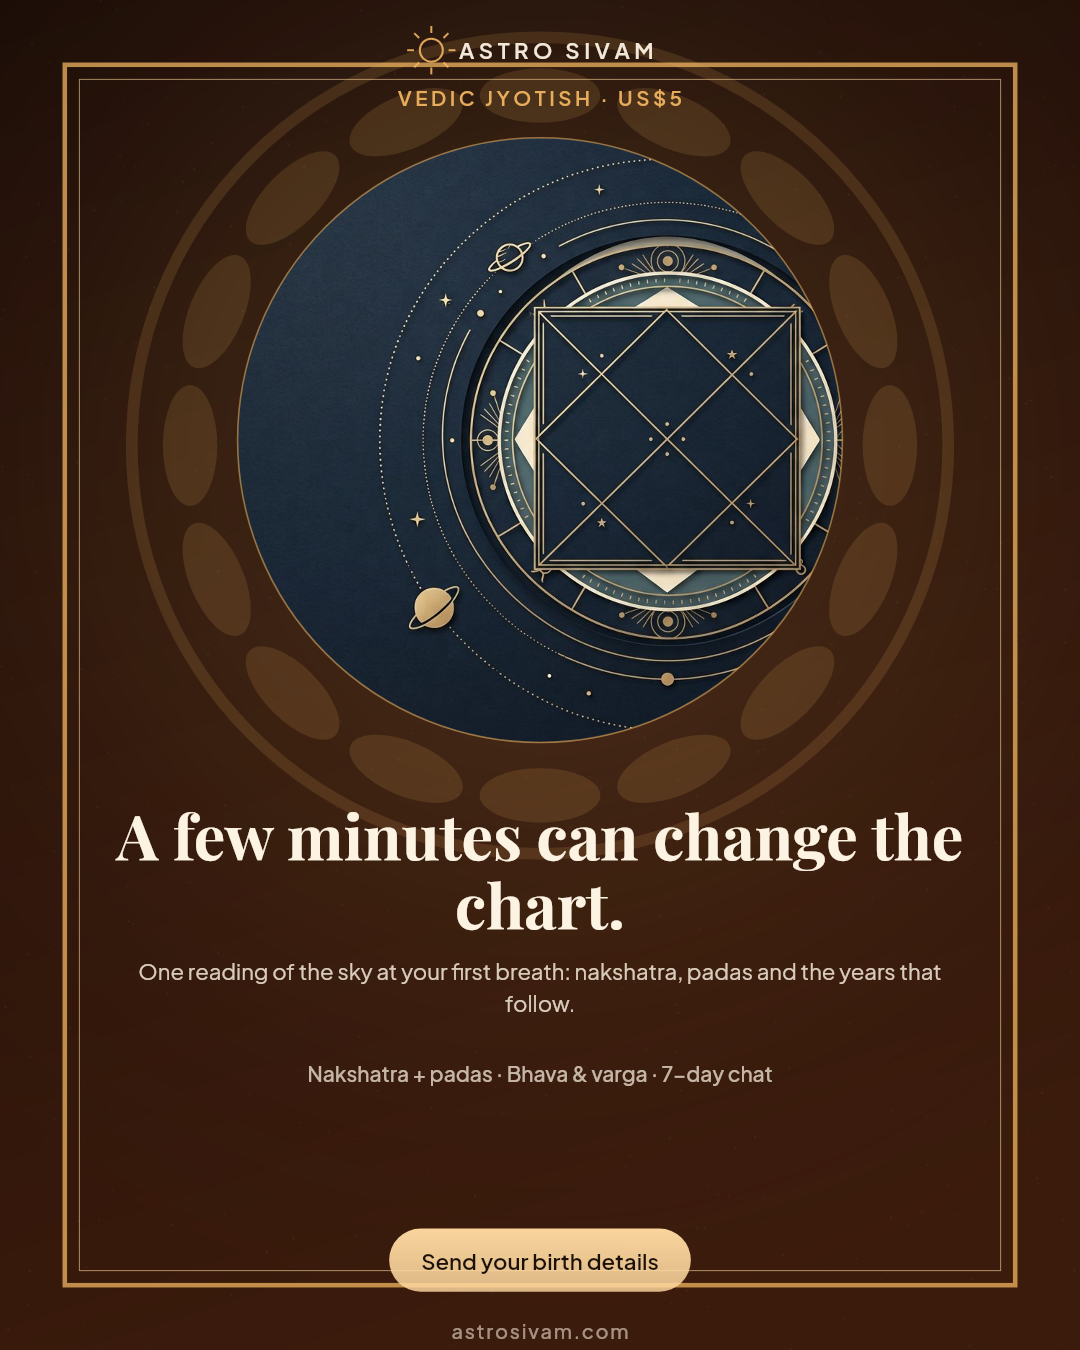 ASTRO SIVAM
VEDIC JYOTISH · US$5
A few minutes can change the
chart.
One reading of the sky at your first breath: nakshatra, padas and the years that
follow.
Nakshatra + padas · Bhava & varga · 7–day chat
Send your birth details
astrosivam.com